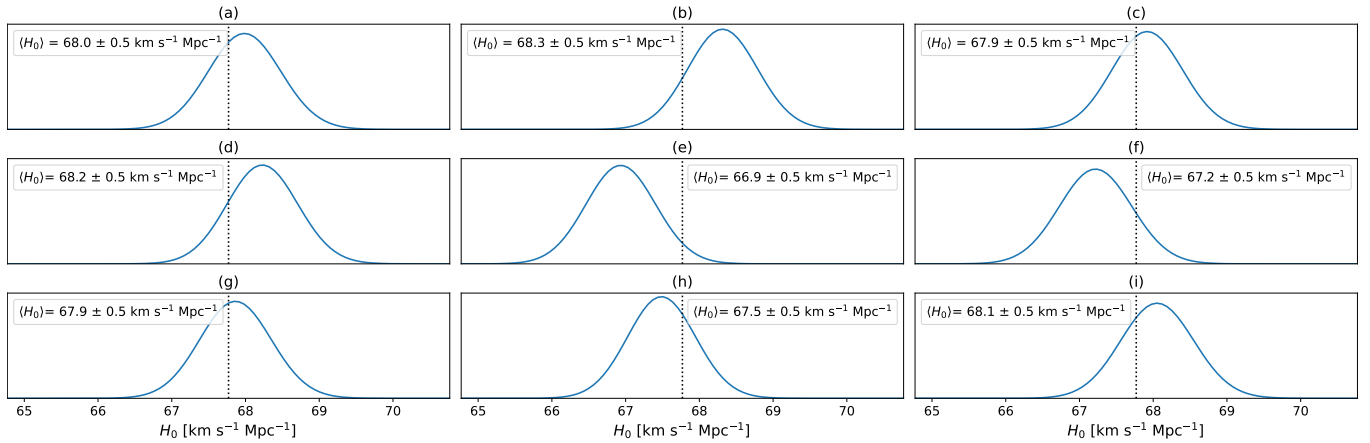 (a)
(b)
(c)
⟨H₀⟩ = 68.0 ± 0.5 km s⁻¹ Mpc⁻¹
⟨H₀⟩ = 68.3 ± 0.5 km s⁻¹ Mpc⁻¹
⟨H₀⟩ = 67.9 ± 0.5 km s⁻¹ Mpc⁻¹
(d)
(e)
(f)
⟨H₀⟩= 68.2 ± 0.5 km s⁻¹ Mpc⁻¹
⟨H₀⟩= 66.9 ± 0.5 km s⁻¹ Mpc⁻¹
⟨H₀⟩= 67.2 ± 0.5 km s⁻¹ Mpc⁻¹
(g)
(h)
(i)
⟨H₀⟩= 67.9 ± 0.5 km s⁻¹ Mpc⁻¹
⟨H₀⟩= 67.5 ± 0.5 km s⁻¹ Mpc⁻¹
⟨H₀⟩= 68.1 ± 0.5 km s⁻¹ Mpc⁻¹
65 66 67 68 69 70
65 66 67 68 69 70
65 66 67 68 69 70
H₀ [km s⁻¹ Mpc⁻¹]
H₀ [km s⁻¹ Mpc⁻¹]
H₀ [km s⁻¹ Mpc⁻¹]